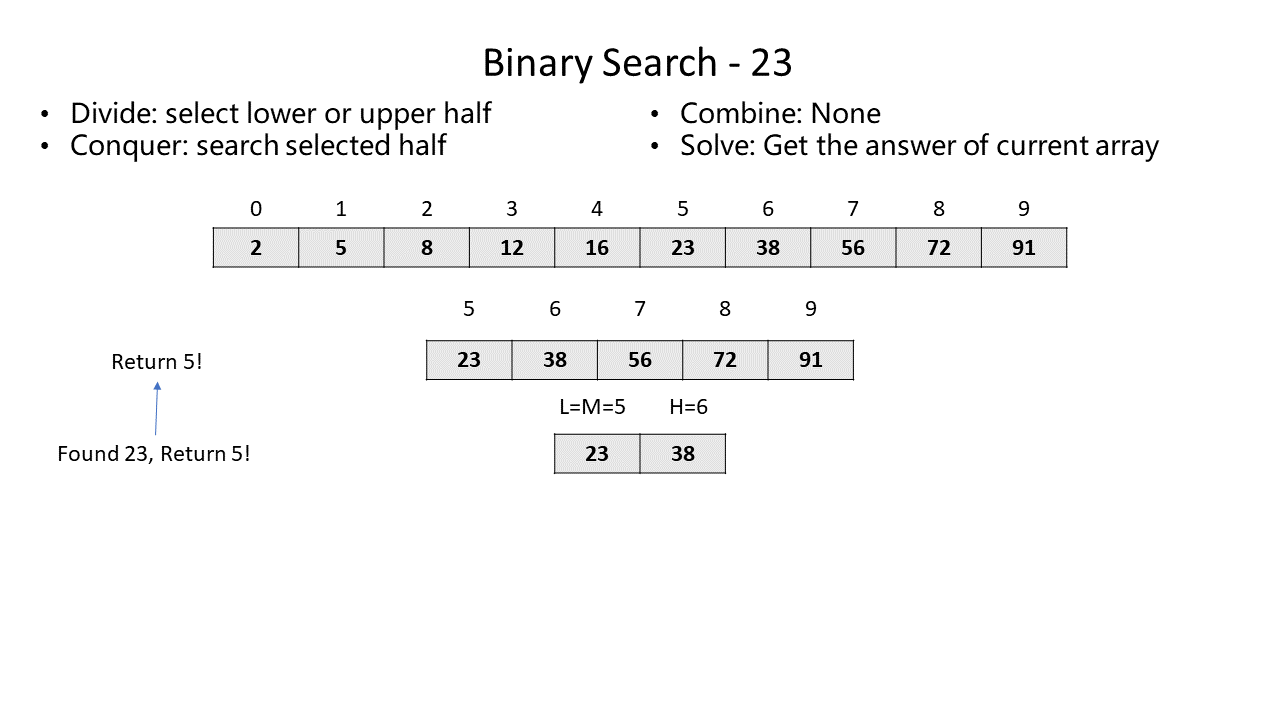 Binary Search - 23
• Divide: select lower or upper half
• Conquer: search selected half
• Combine: None
• Solve: Get the answer of current array
0 1 2 3 4 5 6 7 8 9
2 5 8 12 16 23 38 56 72 91
5 6 7 8 9
Return 5!
23 38 56 72 91
L=M=5 H=6
Found 23, Return 5!
23 38